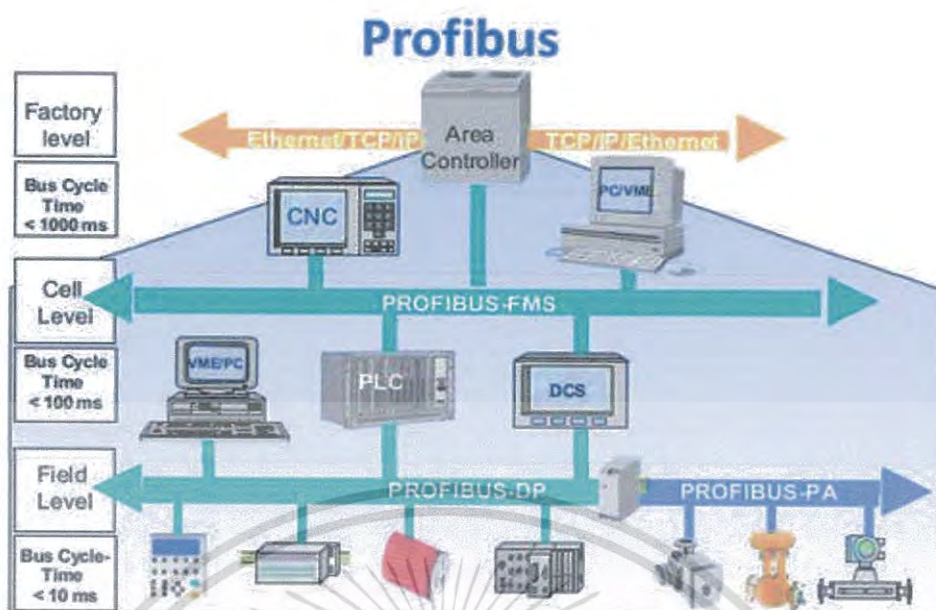 Profibus
Factory
level
Ethernet/TCP/IP
Area
Controller
TCP/IP/Ethernet
Bus Cycle
Time
< 1000 ms
CNC
PC/VME
Cell
Level
PROFIBUS-FMS
Bus Cycle
Time
< 100 ms
VME/PC
PLC
DCS
Field
Level
PROFIBUS-DP
PROFIBUS-PA
Bus Cycle-
Time
< 10 ms